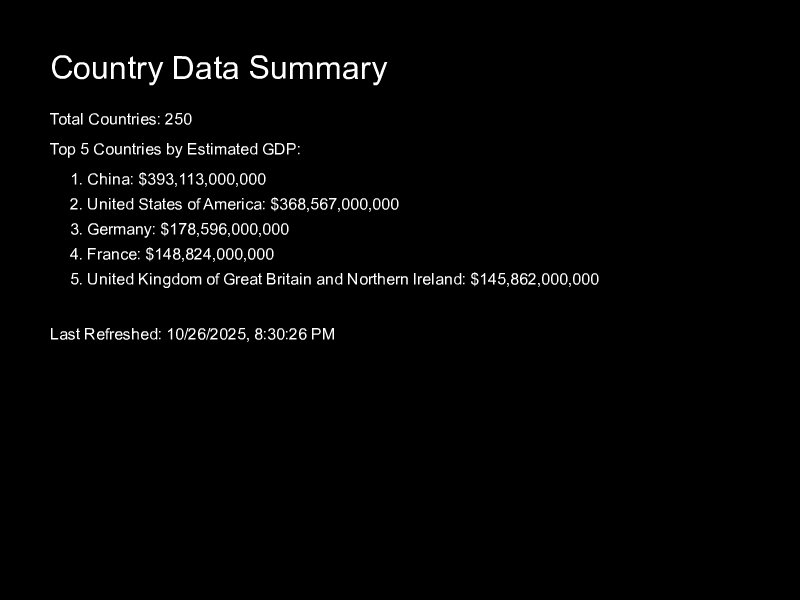 Country Data Summary
Total Countries: 250
Top 5 Countries by Estimated GDP:
1. China: $393,113,000,000
2. United States of America: $368,567,000,000
3. Germany: $178,596,000,000
4. France: $148,824,000,000
5. United Kingdom of Great Britain and Northern Ireland: $145,862,000,000
Last Refreshed: 10/26/2025, 8:30:26 PM